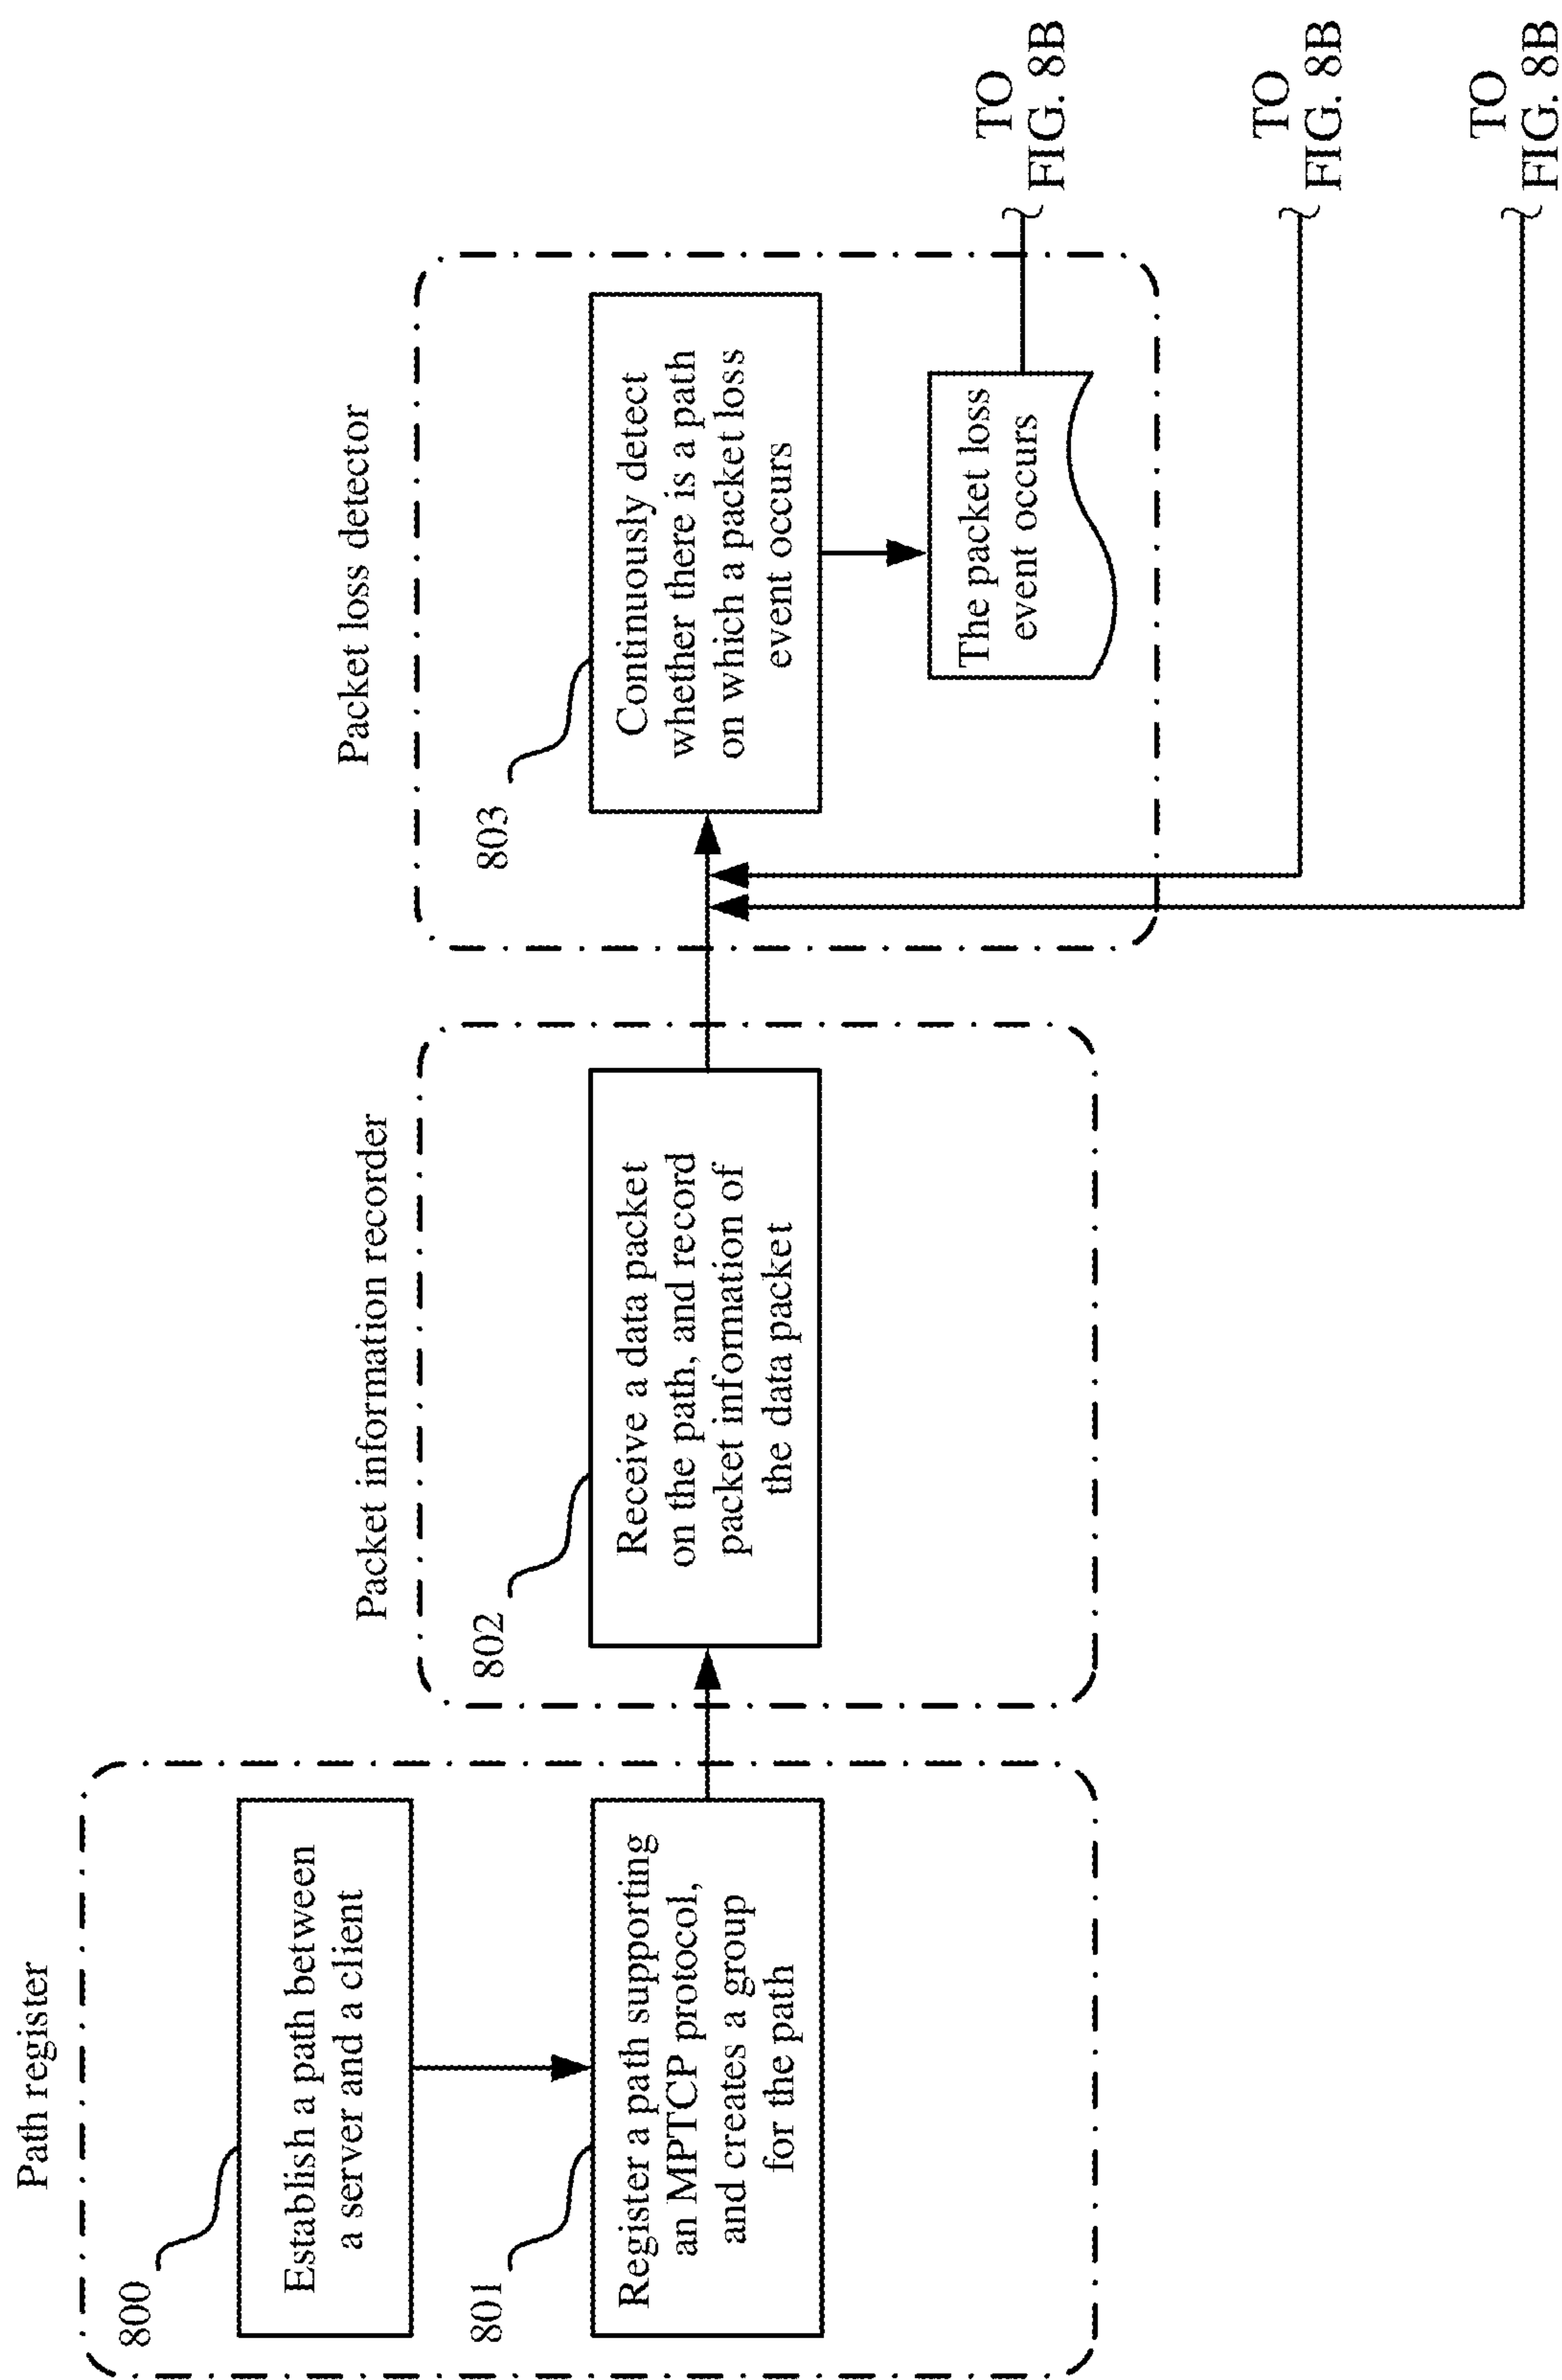 Path register
800
Establish a path between
a server and a client
801
Register a path supporting
an MPTCP protocol,
and creates a group
for the path
Packet information recorder
802
Receive a data packet
on the path, and record
packet information of
the data packet
Packet loss detector
803
Continuously detect
whether there is a path
on which a packet loss
event occurs
The packet loss
event occurs
TO
FIG. 8B
TO
FIG. 8B
TO
FIG. 8B